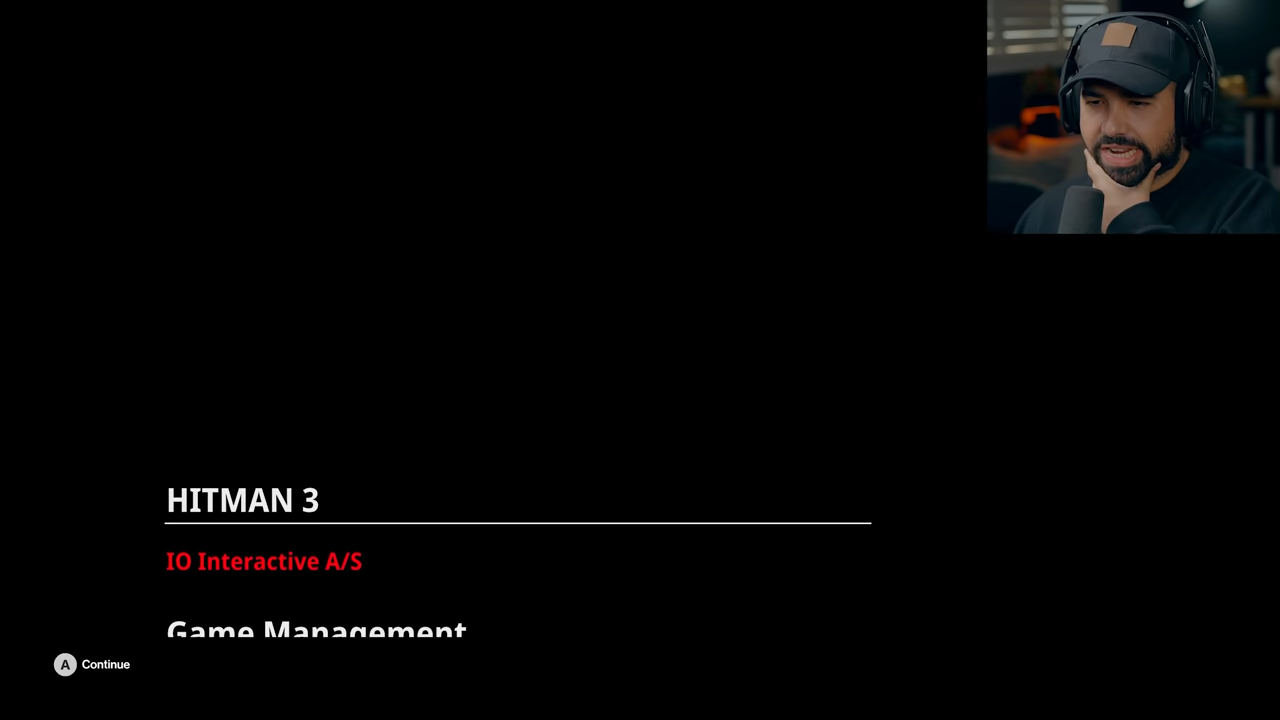 HITMAN 3
IO Interactive A/S
Game Management
A Continue